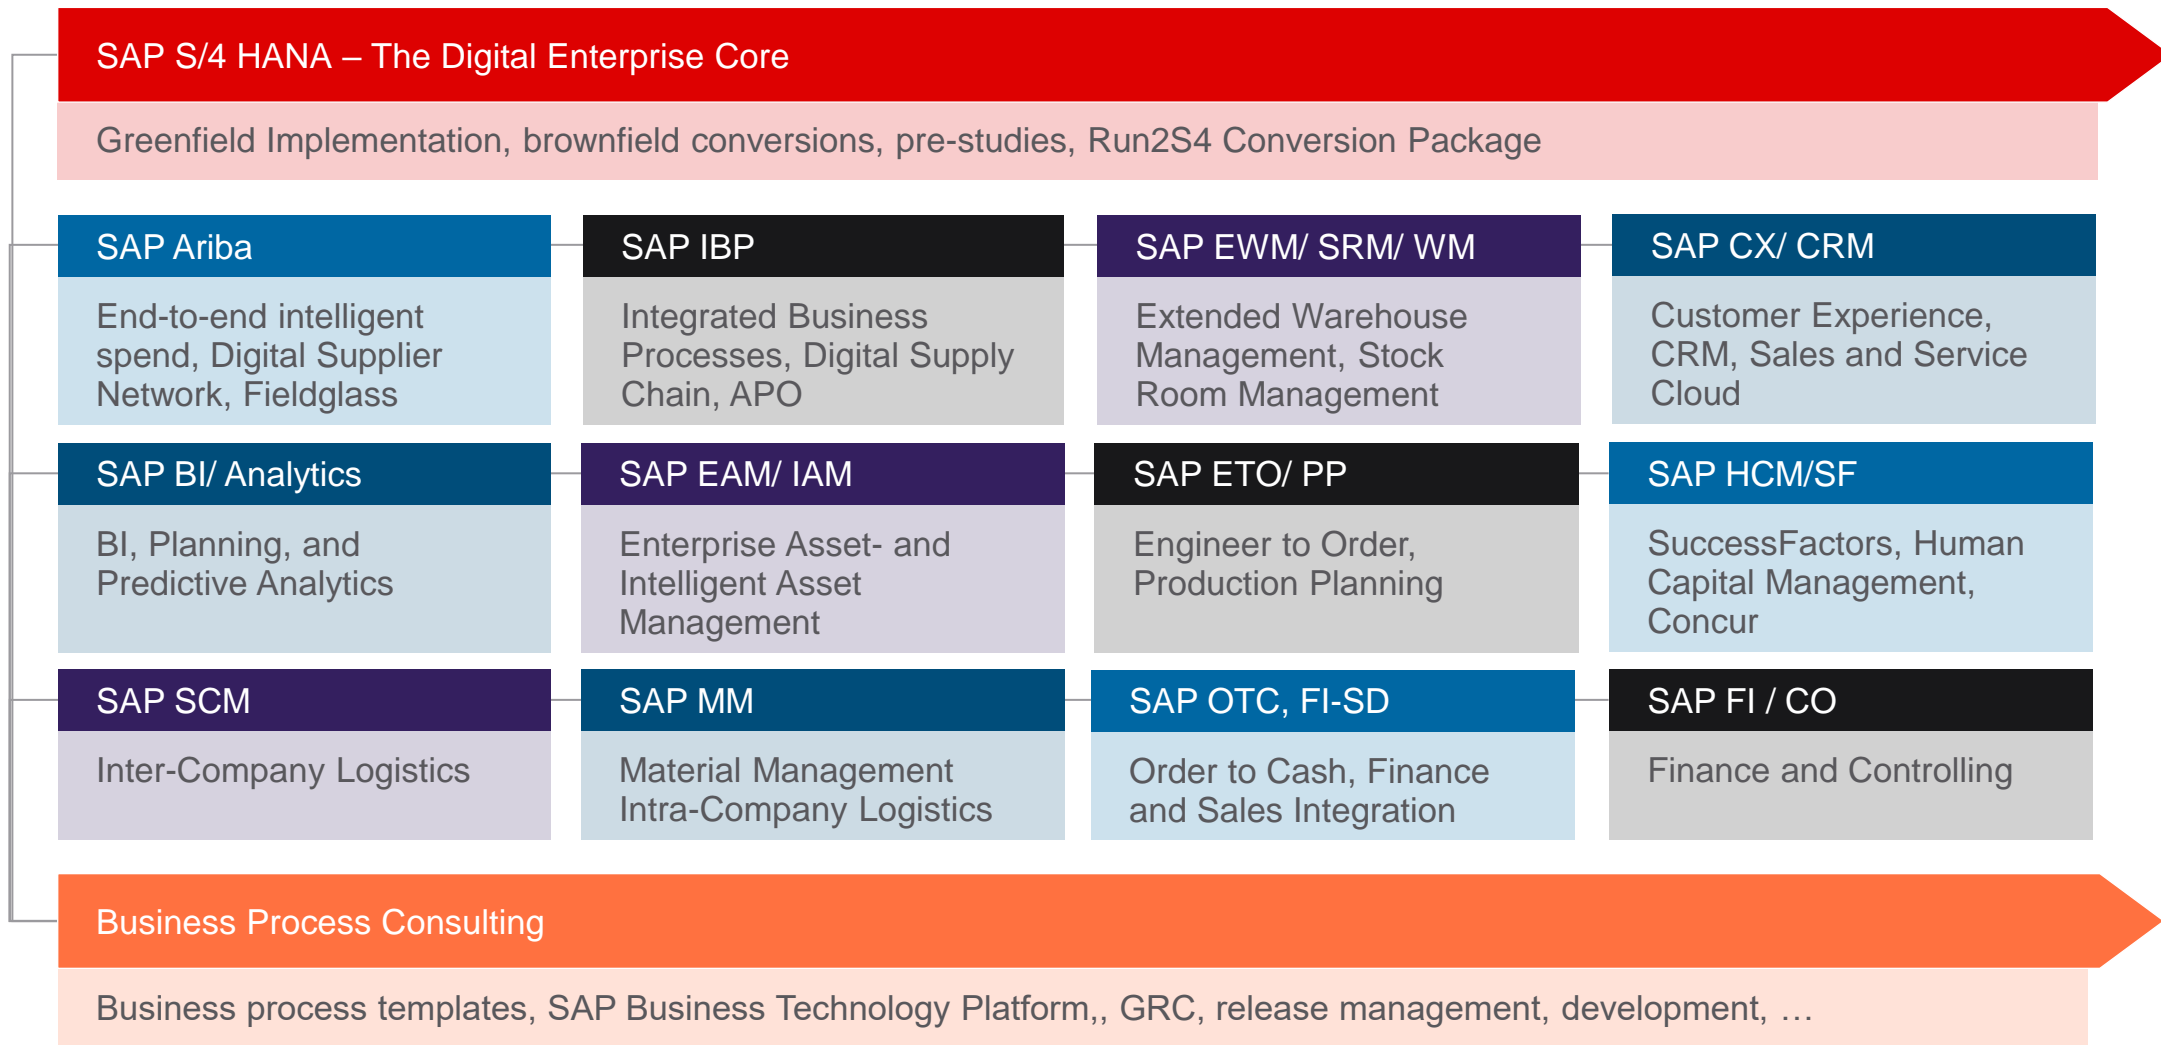 SAP S/4 HANA – The Digital Enterprise Core
Greenfield Implementation, brownfield conversions, pre-studies, Run2S4 Conversion Package
SAP Ariba
End-to-end intelligent
spend, Digital Supplier
Network, Fieldglass
SAP IBP
Integrated Business
Processes, Digital Supply
Chain, APO
SAP EWM/ SRM/ WM
Extended Warehouse
Management, Stock
Room Management
SAP CX/ CRM
Customer Experience,
CRM, Sales and Service
Cloud
SAP BI/ Analytics
BI, Planning, and
Predictive Analytics
SAP EAM/ IAM
Enterprise Asset- and
Intelligent Asset
Management
SAP ETO/ PP
Engineer to Order,
Production Planning
SAP HCM/SF
SuccessFactors, Human
Capital Management,
Concur
SAP SCM
Inter-Company Logistics
SAP MM
Material Management
Intra-Company Logistics
SAP OTC, FI-SD
Order to Cash, Finance
and Sales Integration
SAP FI / CO
Finance and Controlling
Business Process Consulting
Business process templates, SAP Business Technology Platform,, GRC, release management, development, …